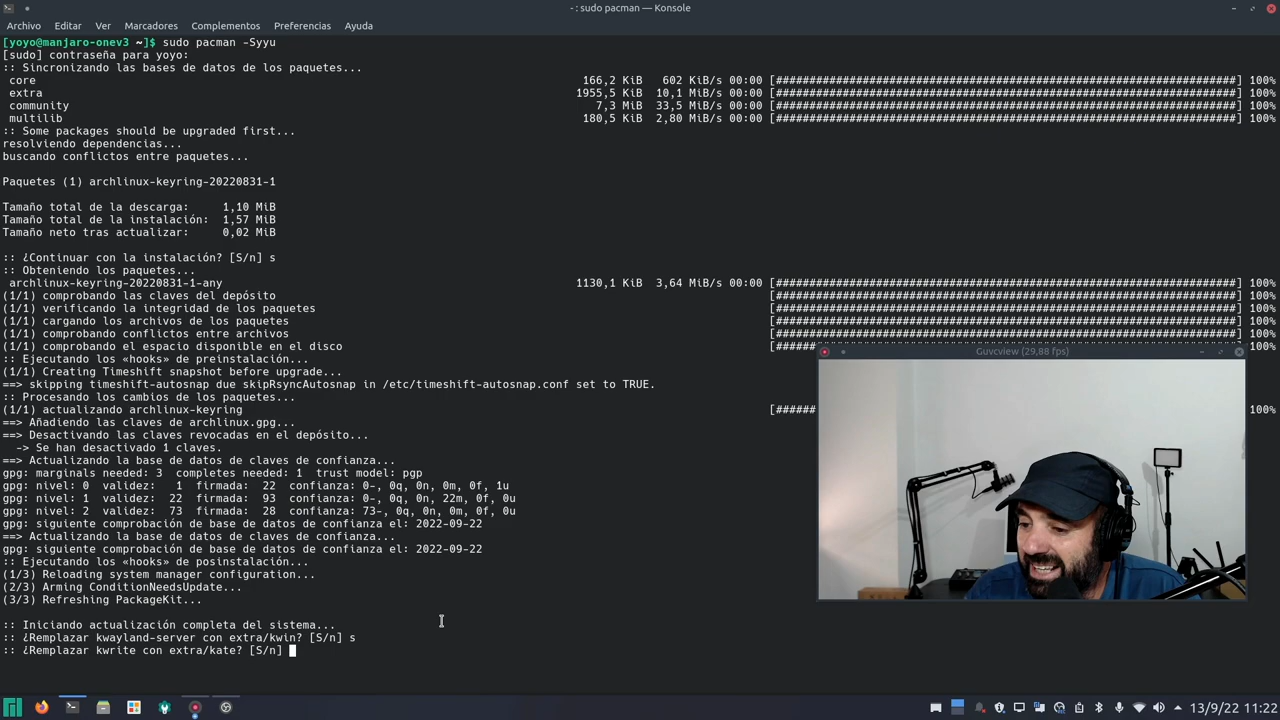 - : sudo pacman — Konsole
Archivo Editar Ver Marcadores Complementos Preferencias Ayuda
[yoyo@manjaro-onev3 ~]$ sudo pacman -Syyu
[sudo] contraseña para yoyo:
:: Sincronizando las bases de datos de los paquetes...
core 166,2 KiB 602 KiB/s 00:00 [######################################################################] 100%
extra 1955,5 KiB 10,1 MiB/s 00:00 [######################################################################] 100%
community 7,3 MiB 33,5 MiB/s 00:00 [######################################################################] 100%
multilib 180,5 KiB 2,80 MiB/s 00:00 [######################################################################] 100%
:: Some packages should be upgraded first...
resolviendo dependencias...
buscando conflictos entre paquetes...
Paquetes (1) archlinux-keyring-20220831-1
Tamaño total de la descarga: 1,10 MiB
Tamaño total de la instalación: 1,57 MiB
Tamaño neto tras actualizar: 0,02 MiB
:: ¿Continuar con la instalación? [S/n] s
:: Obteniendo los paquetes...
archlinux-keyring-20220831-1-any 1130,1 KiB 3,64 MiB/s 00:00 [######################################################################] 100%
(1/1) comprobando las claves del depósito [######################################################################] 100%
(1/1) verificando la integridad de los paquetes [######################################################################] 100%
(1/1) cargando los archivos de los paquetes [######################################################################] 100%
(1/1) comprobando conflictos entre archivos [######################################################################] 100%
(1/1) comprobando el espacio disponible en el disco [######################################################################] 100%
:: Ejecutando los «hooks» de preinstalación...
Guvcview (29,88 fps)
(1/1) Creating Timeshift snapshot before upgrade...
==> skipping timeshift-autosnap due skipRsyncAutosnap in /etc/timeshift-autosnap.conf set to TRUE.
:: Procesando los cambios de los paquetes...
(1/1) actualizando archlinux-keyring [###### 100%
==> Añadiendo las claves de archlinux.gpg...
==> Desactivando las claves revocadas en el depósito...
-> Se han desactivado 1 claves.
==> Actualizando la base de datos de claves de confianza...
gpg: marginals needed: 3 completes needed: 1 trust model: pgp
gpg: nivel: 0 validez: 1 firmada: 22 confianza: 0-, 0q, 0n, 0m, 0f, 1u
gpg: nivel: 1 validez: 22 firmada: 93 confianza: 0-, 0q, 0n, 22m, 0f, 0u
gpg: nivel: 2 validez: 73 firmada: 28 confianza: 73-, 0q, 0n, 0m, 0f, 0u
gpg: siguiente comprobación de base de datos de confianza el: 2022-09-22
==> Actualizando la base de datos de claves de confianza...
gpg: siguiente comprobación de base de datos de confianza el: 2022-09-22
:: Ejecutando los «hooks» de posinstalación...
(1/3) Reloading system manager configuration...
(2/3) Arming ConditionNeedsUpdate...
(3/3) Refreshing PackageKit...
:: Iniciando actualización completa del sistema...
:: ¿Remplazar kwayland-server con extra/kwin? [S/n] s
:: ¿Remplazar kwrite con extra/kate? [S/n]
13/9/22 11:22